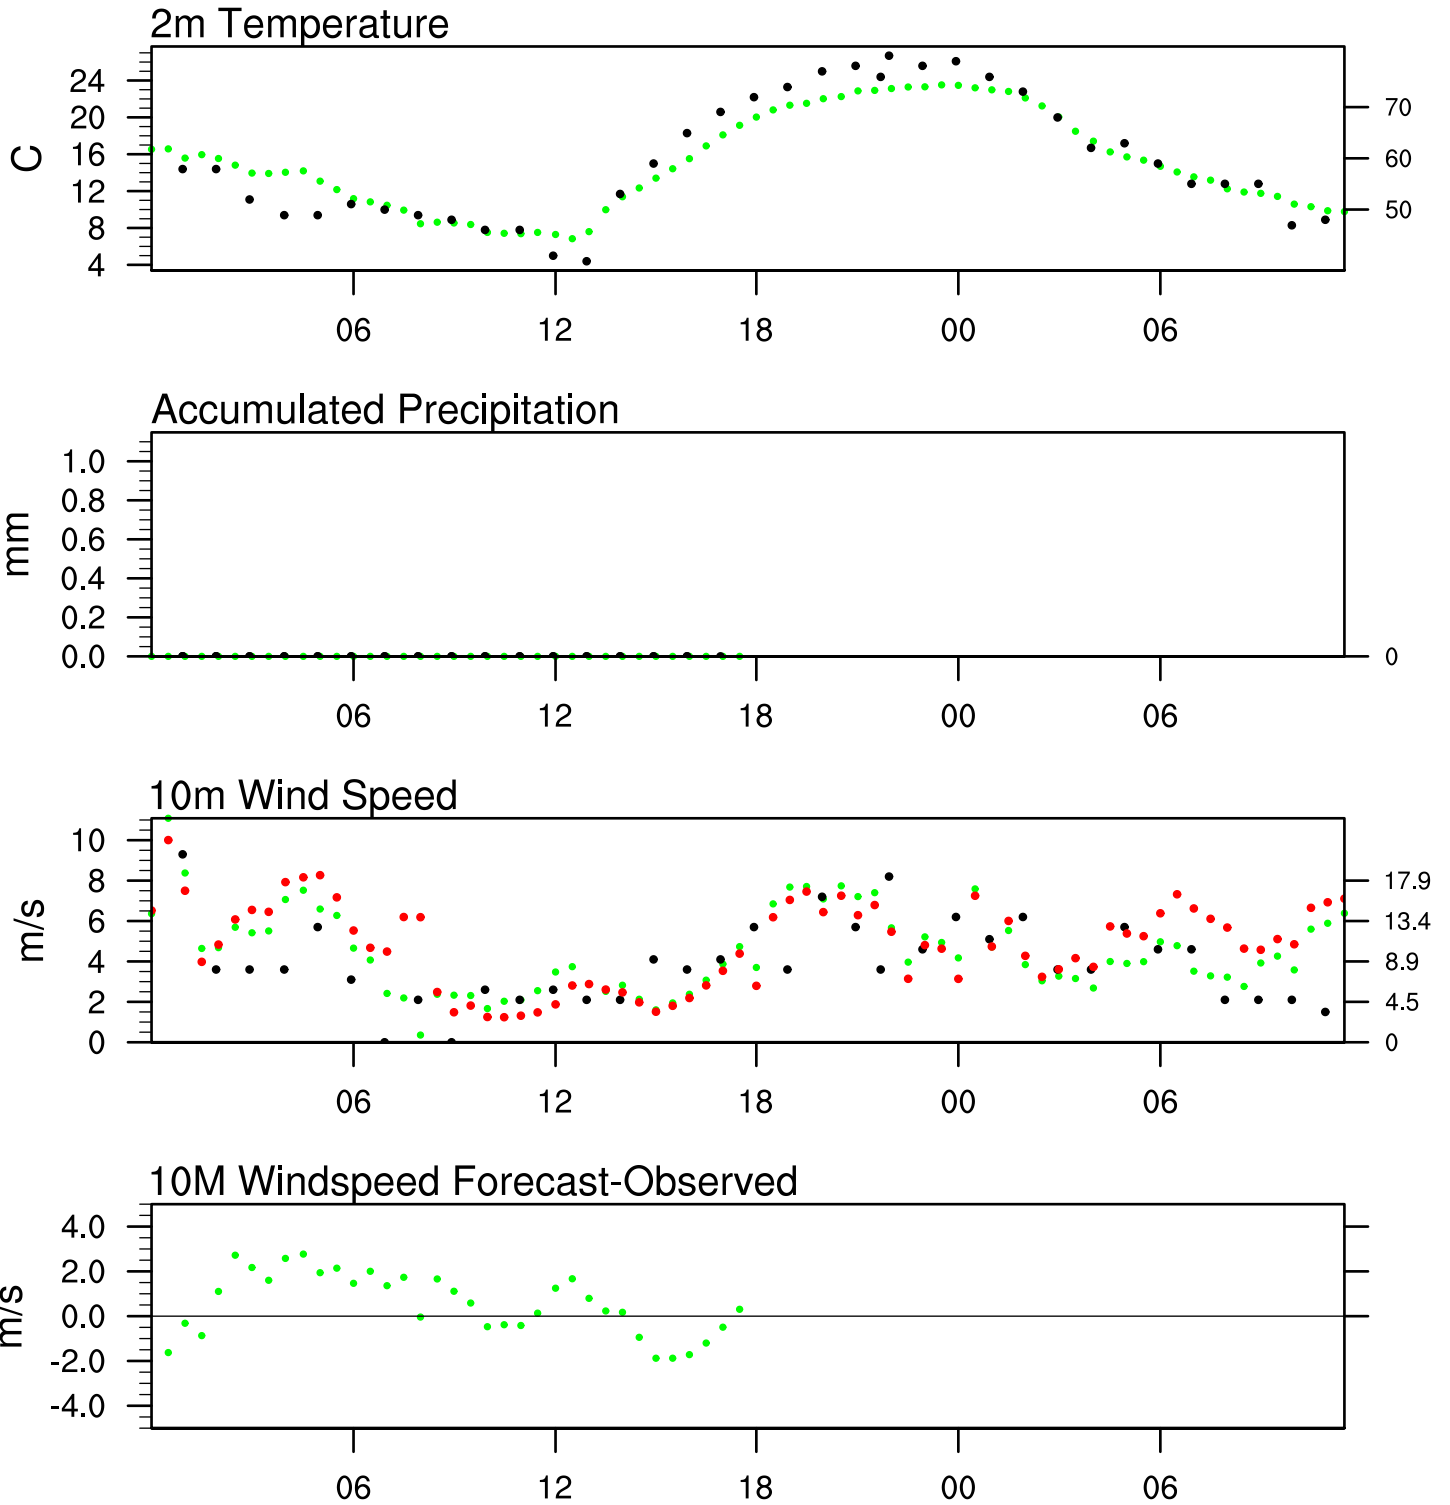 2m Temperature
24
20
16
12
8
4
C
70
60
50
06 12 18 00 06
Accumulated Precipitation
1.0
0.8
0.6
0.4
0.2
0.0
mm
0
06 12 18 00 06
10m Wind Speed
10
8
6
4
2
0
m/s
17.9
13.4
8.9
4.5
0
06 12 18 00 06
10M Windspeed Forecast-Observed
4.0
2.0
0.0
-2.0
-4.0
m/s
06 12 18 00 06